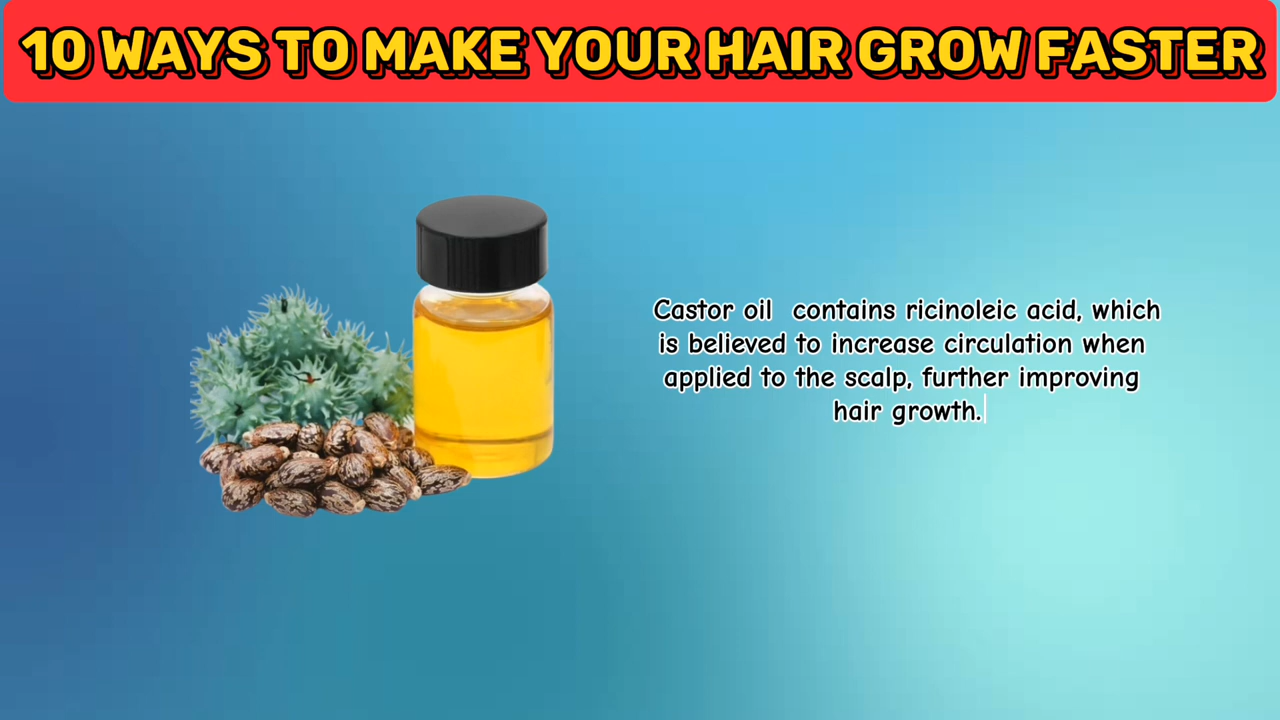 10 WAYS TO MAKE YOUR HAIR GROW FASTER
Castor oil  contains ricinoleic acid, which
is believed to increase circulation when
applied to the scalp, further improving
hair growth.